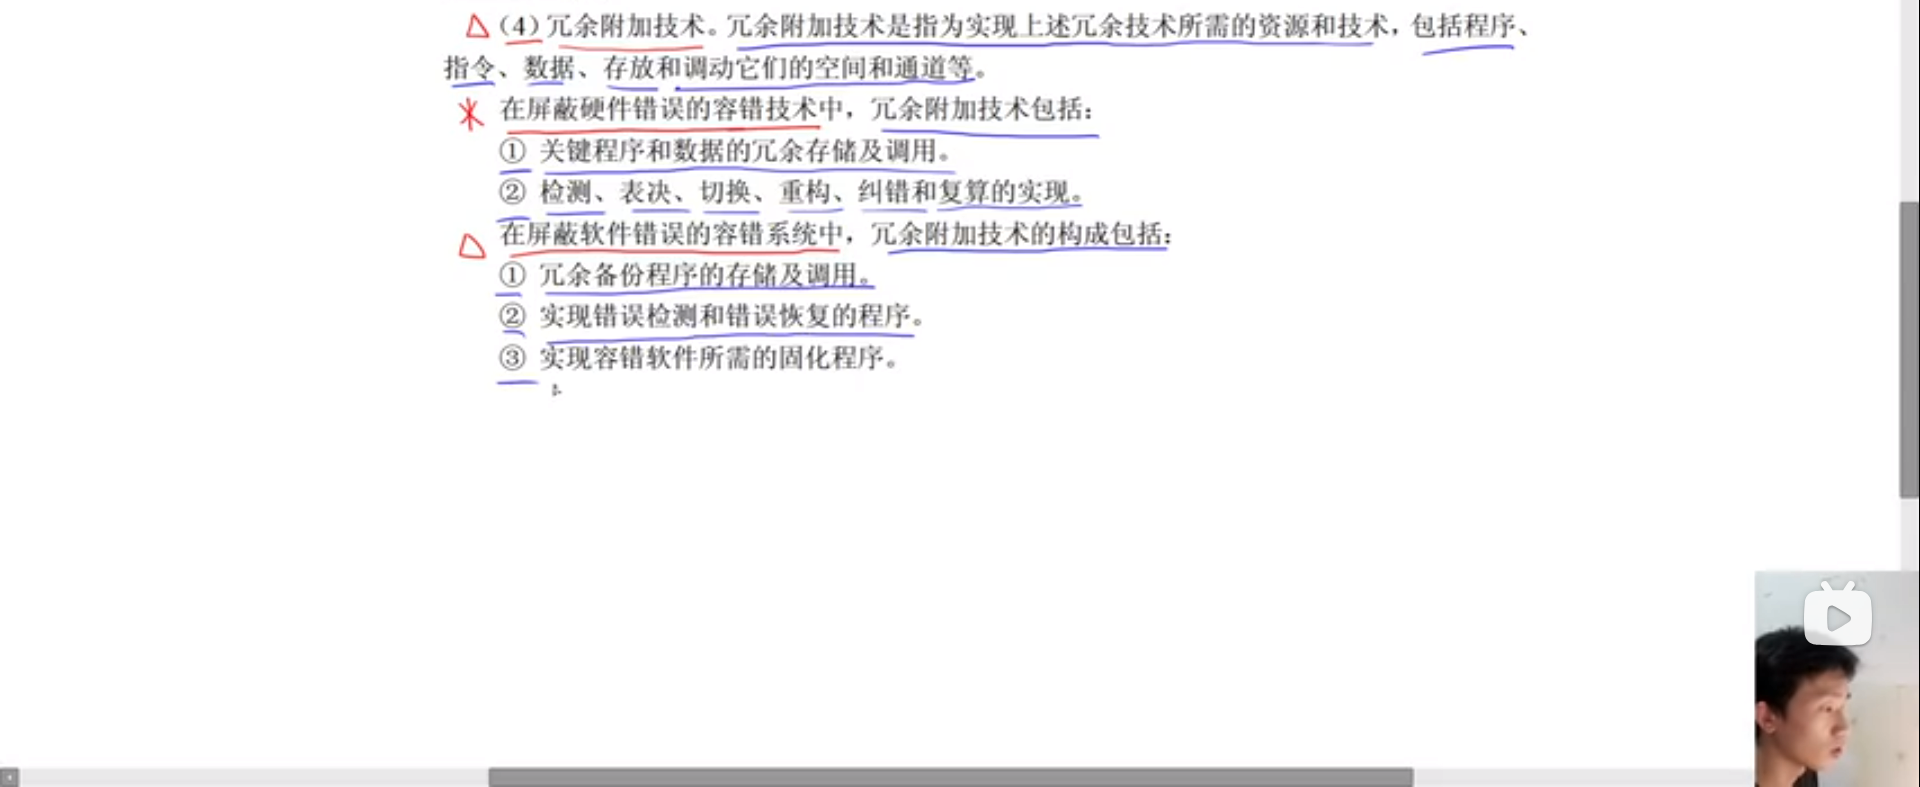 (4)冗余附加技术。冗余附加技术是指为实现上述冗余技术所需的资源和技术，包括程序、
指令、数据、存放和调动它们的空间和通道等。
在屏蔽硬件错误的容错技术中，冗余附加技术包括：
① 关键程序和数据的冗余存储及调用。
② 检测、表决、切换、重构、纠错和复算的实现。
在屏蔽软件错误的容错系统中，冗余附加技术的构成包括：
① 冗余备份程序的存储及调用。
② 实现错误检测和错误恢复的程序。
③ 实现容错软件所需的固化程序。